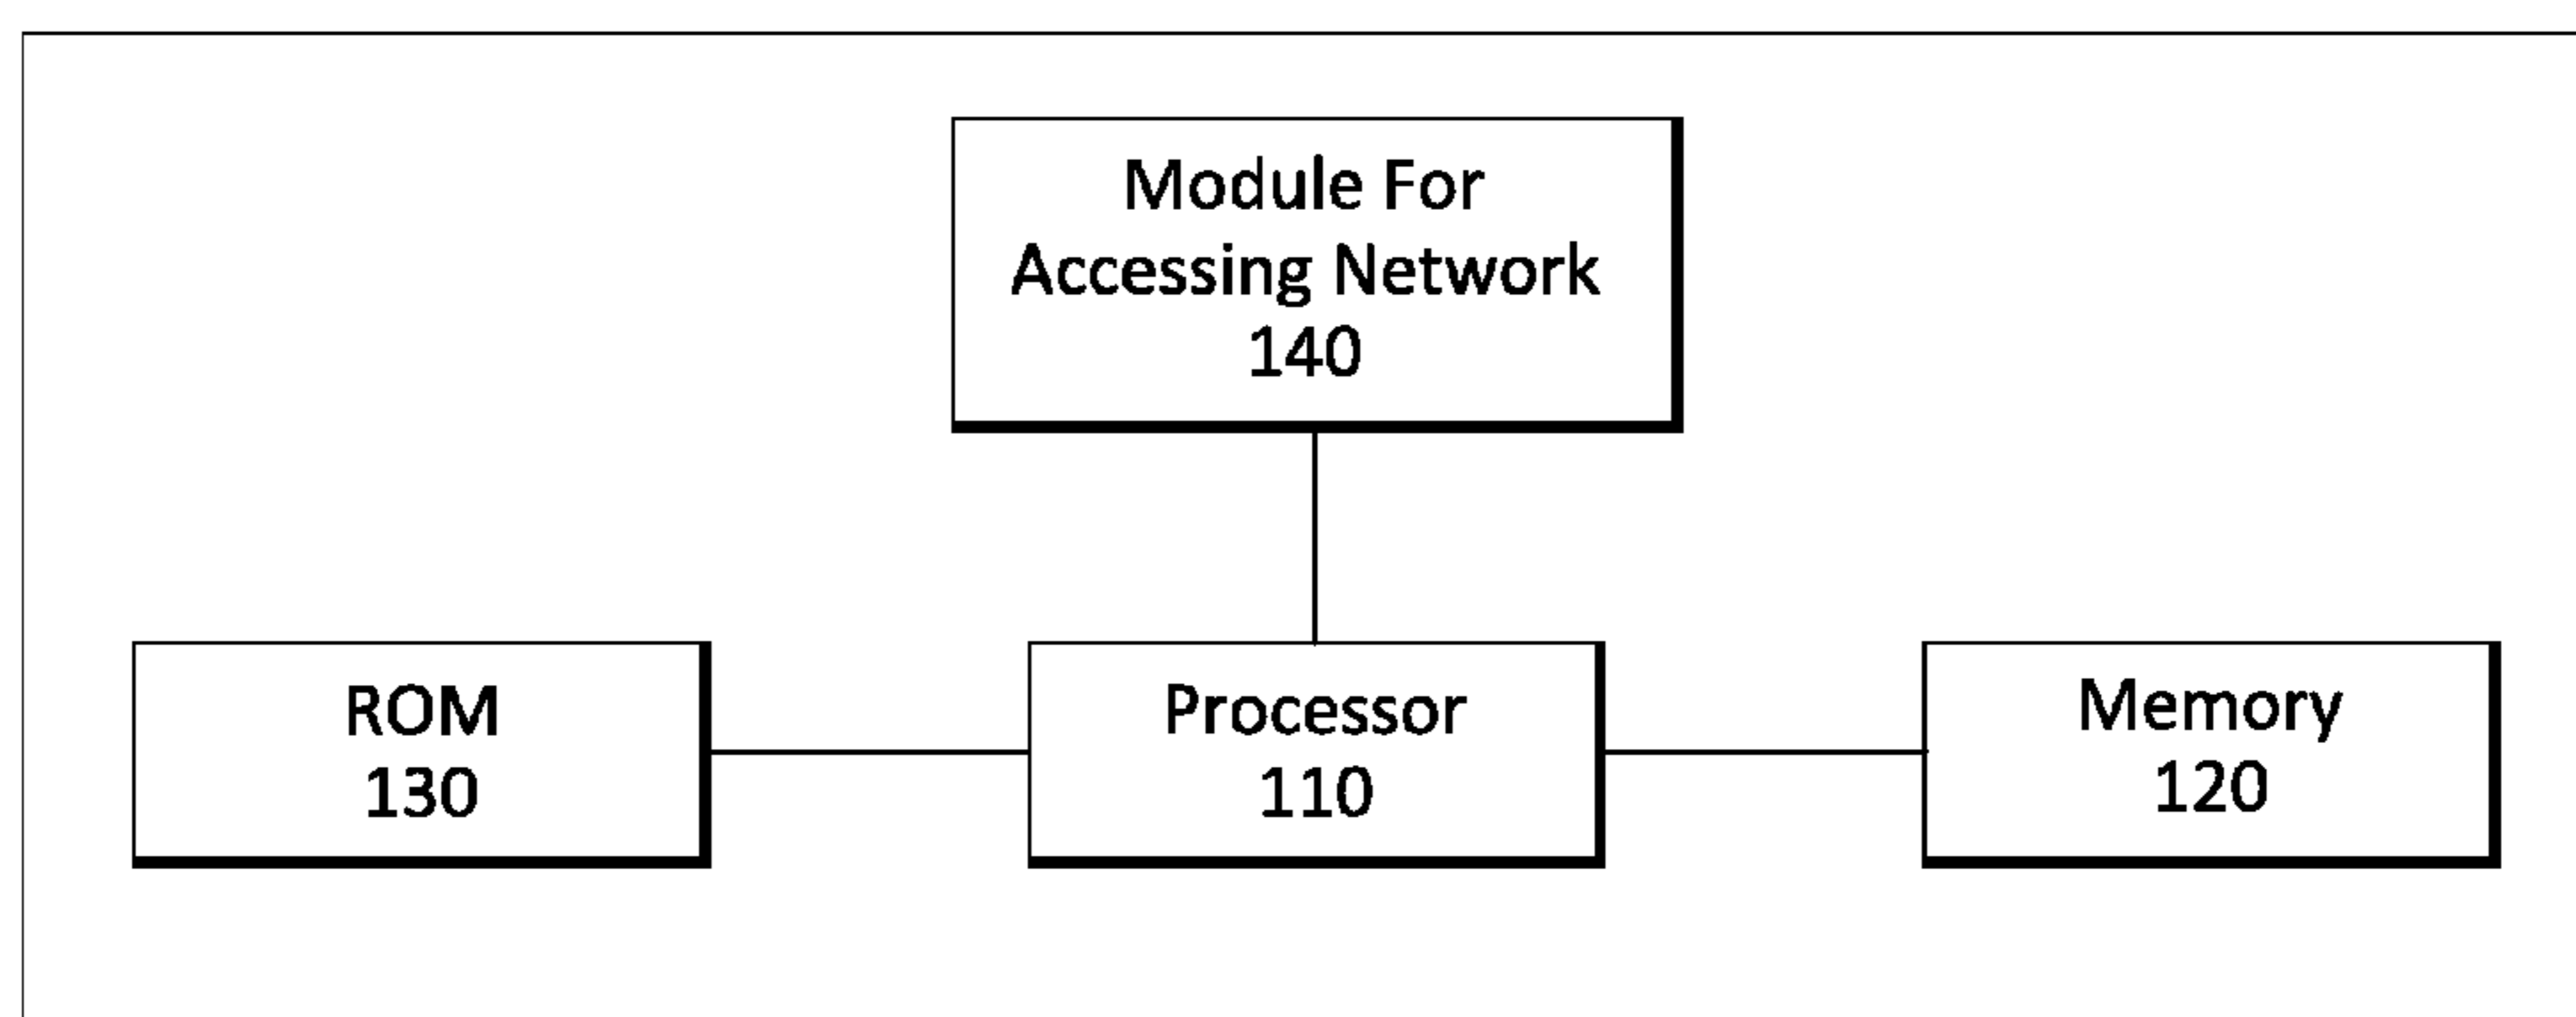 Module For
Accessing Network
140
ROM
130
Processor
110
Memory
120